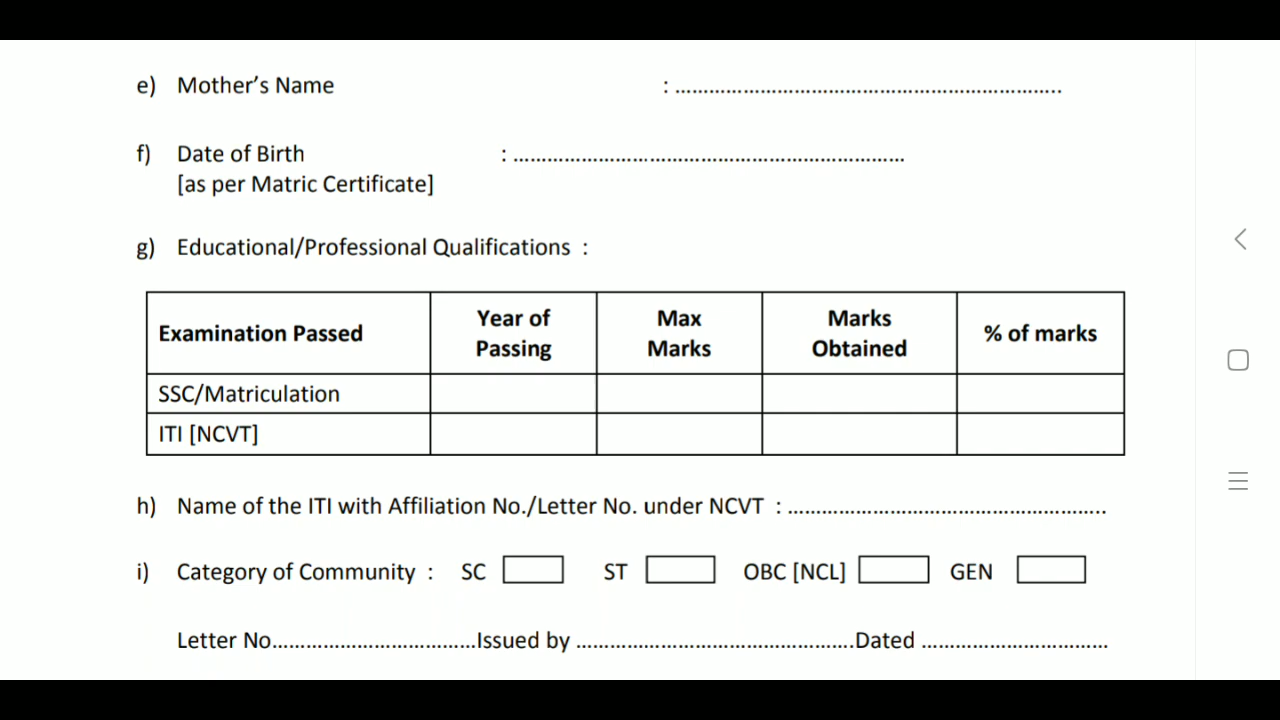 e) Mother's Name : ................................................................
f) Date of Birth : ................................................................
[as per Matric Certificate]
g) Educational/Professional Qualifications :
Examination Passed Year of Passing Max Marks Marks Obtained % of marks
SSC/Matriculation
ITI [NCVT]
h) Name of the ITI with Affiliation No./Letter No. under NCVT : ....................................................
i) Category of Community : SC ST OBC [NCL] GEN
Letter No..................................Issued by ..............................................Dated ...............................